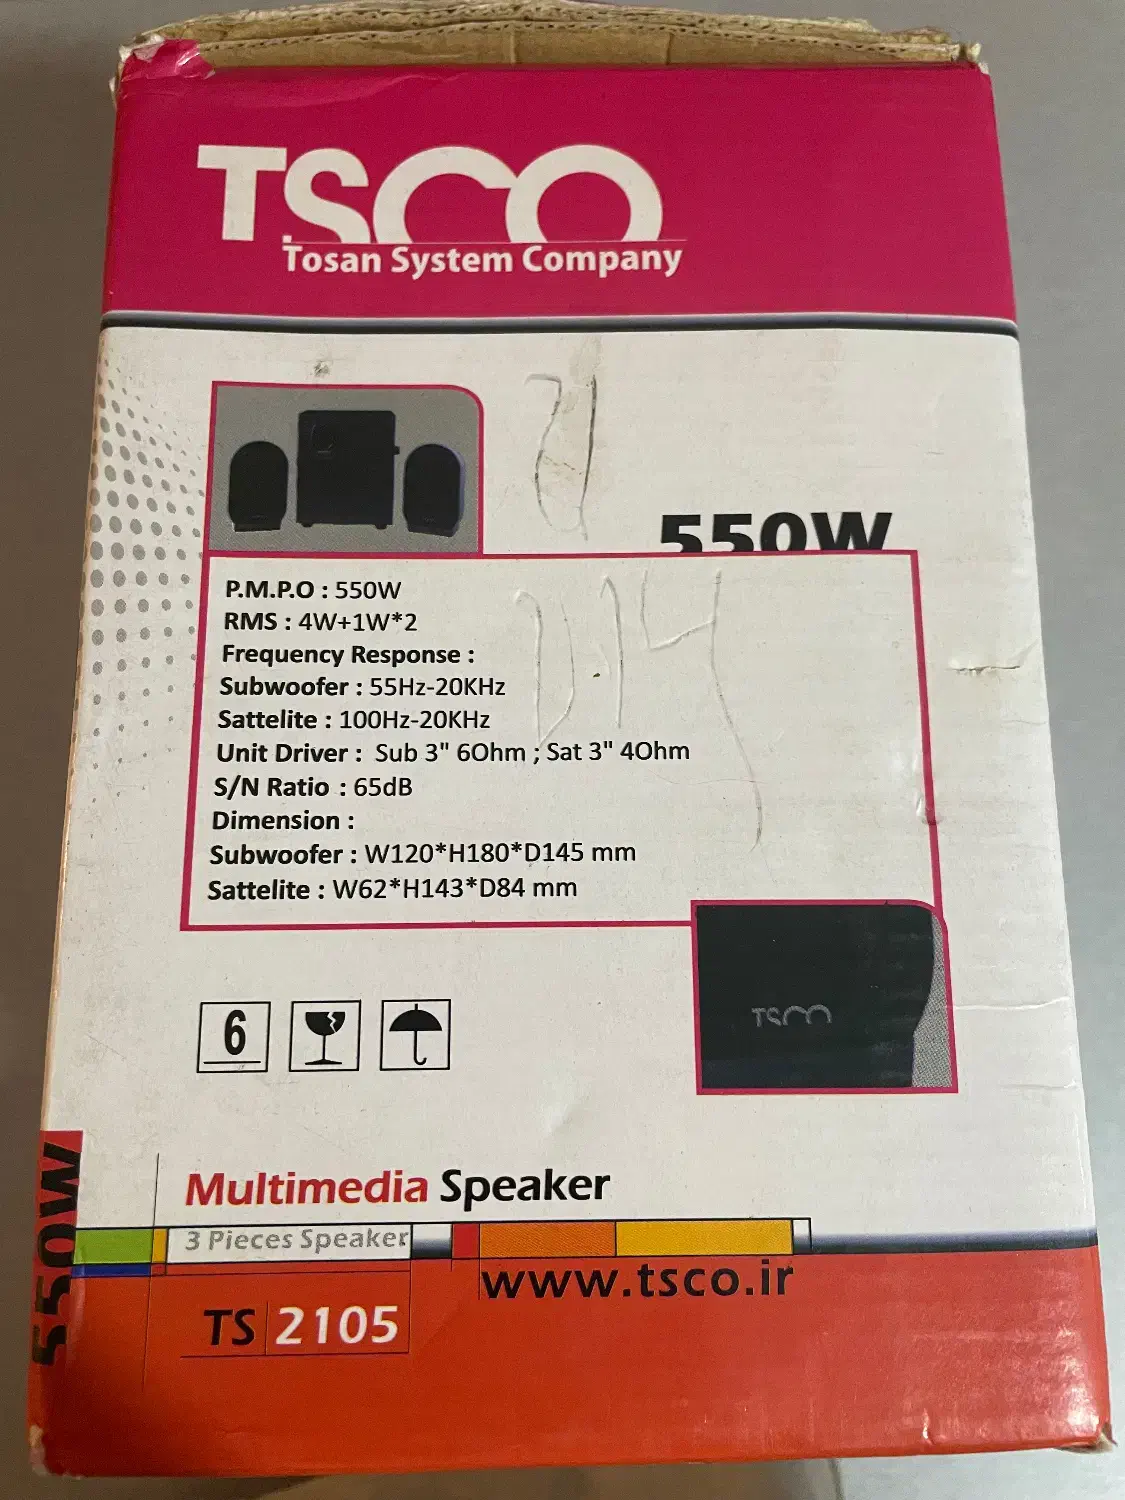 TSCO
Tosan System Company
550W
P.M.P.O : 550W
RMS : 4W+1W*2
Frequency Response :
Subwoofer : 55Hz-20KHz
Sattelite : 100Hz-20KHz
Unit Driver : Sub 3" 6Ohm ; Sat 3" 4Ohm
S/N Ratio : 65dB
Dimension :
Subwoofer : W120*H180*D145 mm
Sattelite : W62*H143*D84 mm
TSCO
6
Multimedia Speaker
3 Pieces Speaker
www.tsco.ir
TS 2105
550W